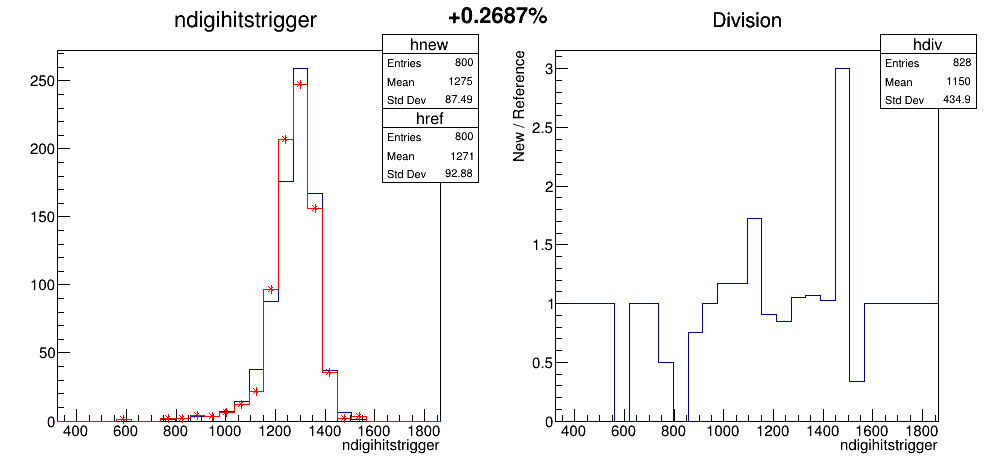 ndigihitstrigger
+0.2687%
Division
hnew
Entries 800
Mean 1275
Std Dev 87.49
href
Entries 800
Mean 1271
Std Dev 92.88
250
200
150
100
50
0
400 600 800 1000 1200 1400 1600 1800
ndigihitstrigger
hdiv
Entries 828
Mean 1150
Std Dev 434.9
New / Reference
3
2.5
2
1.5
1
0.5
0
400 600 800 1000 1200 1400 1600 1800
ndigihitstrigger